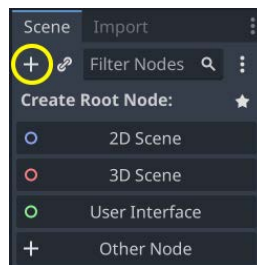 Scene Import
Filter Nodes
Create Root Node:
2D Scene
3D Scene
User Interface
Other Node